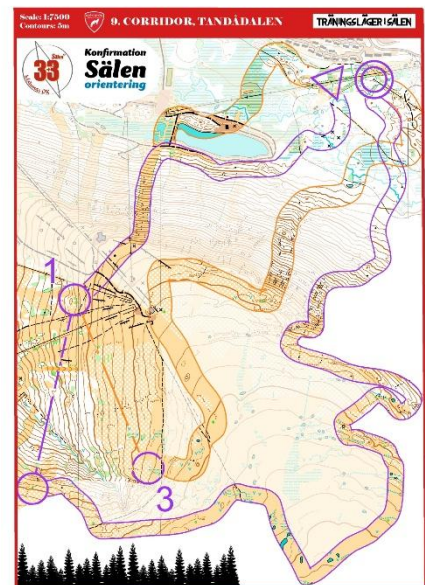 Scale: 1:7500
Contours: 5m
9. CORRIDOR, TANDÅDALEN
TRÄNINGSLÄGER I SÄLEN
33
Konfirmation
Sälen
orientering
1
3